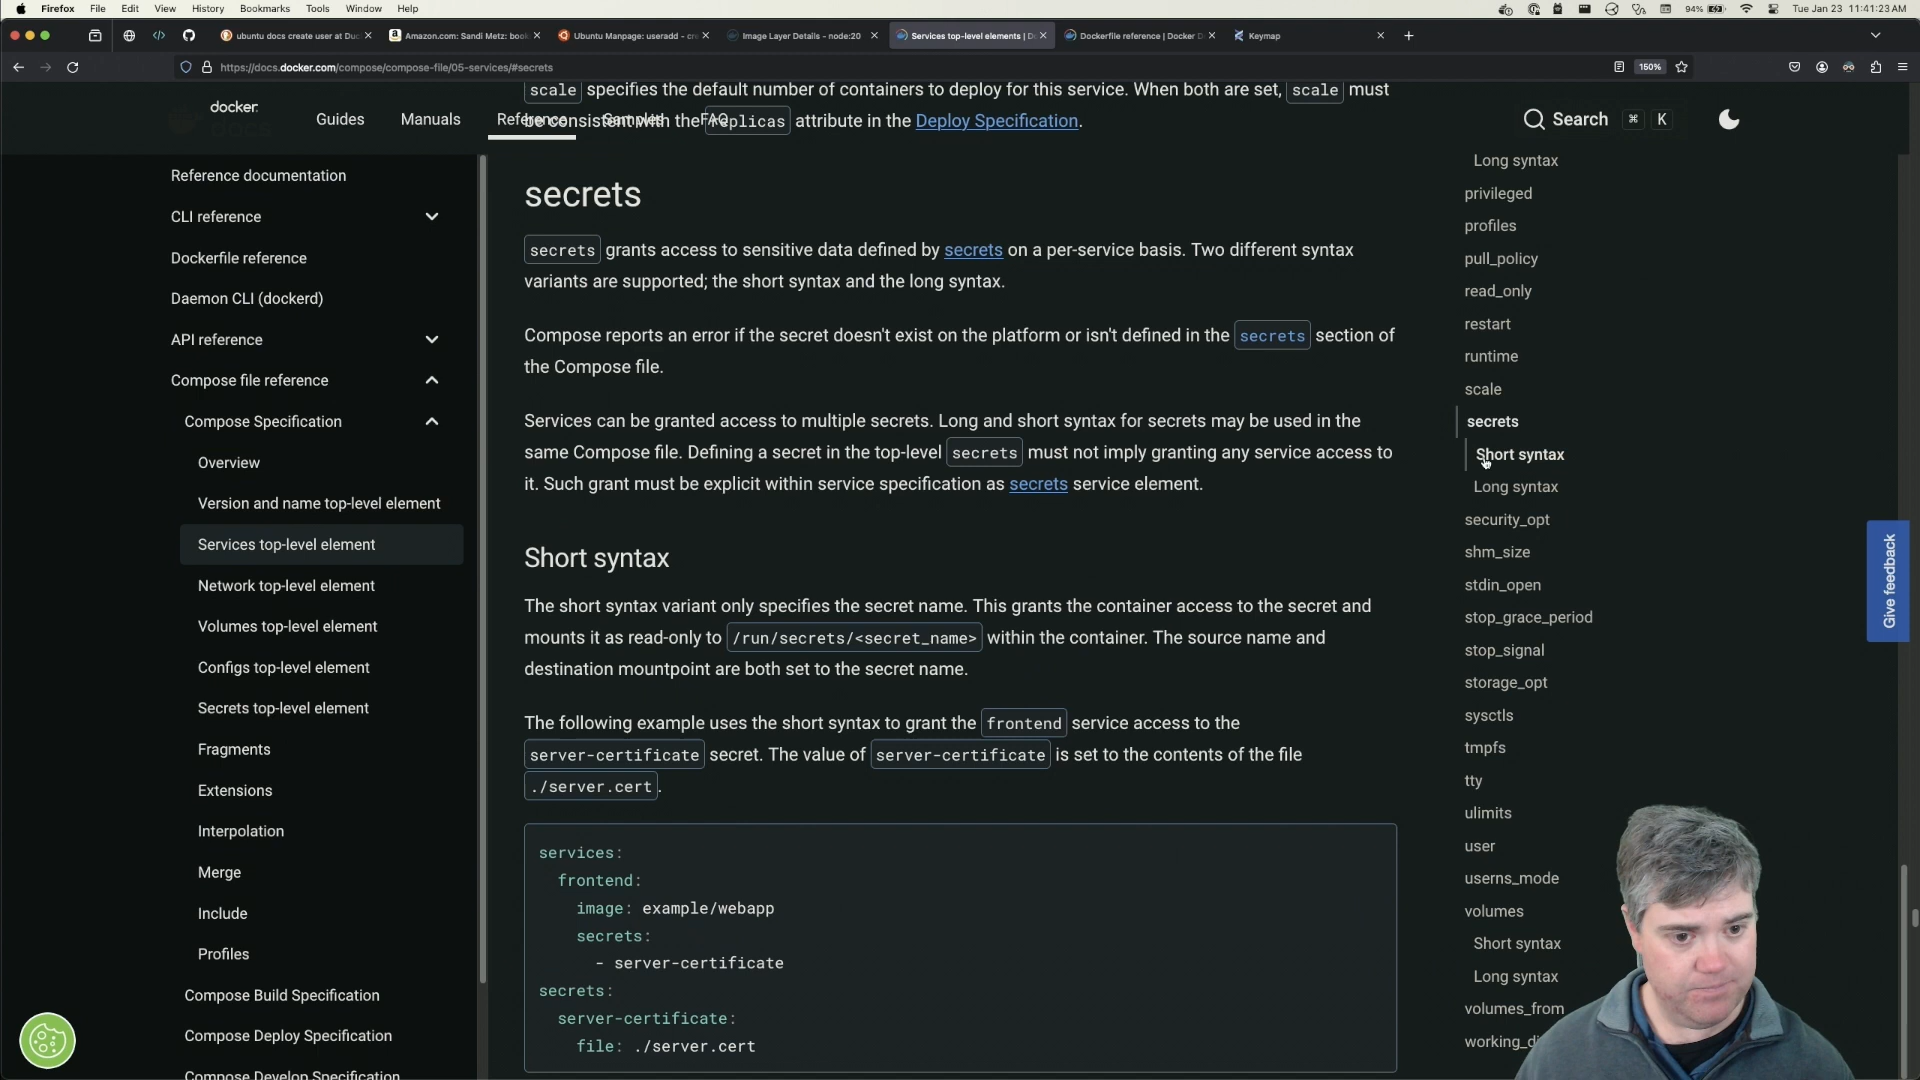 Firefox File Edit View History Bookmarks Tools Window Help 94% Tue Jan 23 11:41:23 AM
ubuntu docs create user at Duc
Amazon.com: Sandi Metz: book
Ubuntu Manpage: useradd - cre
Image Layer Details - node:20
Services top-level elements | D
Dockerfile reference | Docker D
Keymap
https://docs.docker.com/compose/compose-file/05-services/#secrets
150%
docker
docs
Guides Manuals Reference Samples FAQ
Search ⌘ K
Reference documentation
CLI reference
Dockerfile reference
Daemon CLI (dockerd)
API reference
Compose file reference
Compose Specification
Overview
Version and name top-level element
Services top-level element
Network top-level element
Volumes top-level element
Configs top-level element
Secrets top-level element
Fragments
Extensions
Interpolation
Merge
Include
Profiles
Compose Build Specification
Compose Deploy Specification
Compose Develop Specification
scale specifies the default number of containers to deploy for this service. When both are set, scale must
be consistent with the replicas attribute in the Deploy Specification.
secrets
secrets grants access to sensitive data defined by secrets on a per-service basis. Two different syntax
variants are supported; the short syntax and the long syntax.
Compose reports an error if the secret doesn't exist on the platform or isn't defined in the secrets section of
the Compose file.
Services can be granted access to multiple secrets. Long and short syntax for secrets may be used in the
same Compose file. Defining a secret in the top-level secrets must not imply granting any service access to
it. Such grant must be explicit within service specification as secrets service element.
Short syntax
The short syntax variant only specifies the secret name. This grants the container access to the secret and
mounts it as read-only to /run/secrets/<secret_name> within the container. The source name and
destination mountpoint are both set to the secret name.
The following example uses the short syntax to grant the frontend service access to the
server-certificate secret. The value of server-certificate is set to the contents of the file
./server.cert.
services:
frontend:
image: example/webapp
secrets:
- server-certificate
secrets:
server-certificate:
file: ./server.cert
Long syntax
privileged
profiles
pull_policy
read_only
restart
runtime
scale
secrets
Short syntax
Long syntax
security_opt
shm_size
stdin_open
stop_grace_period
stop_signal
storage_opt
sysctls
tmpfs
tty
ulimits
user
userns_mode
volumes
Short syntax
Long syntax
volumes_from
working_di
Give feedback